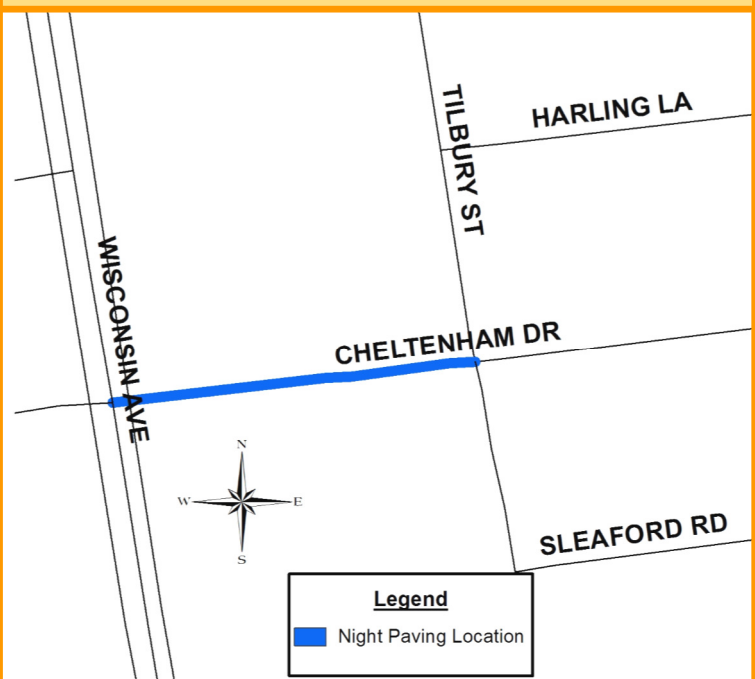 HARLING LA
TILBURY ST
WISCONSIN AVE
CHELTENHAM DR
N
W
E
S
SLEAFORD RD
Legend
Night Paving Location